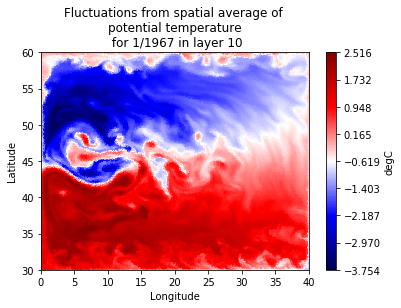 Fluctuations from spatial average of
potential temperature
for 1/1967 in layer 10
60
55
50
45
40
35
30
Latitude
0 5 10 15 20 25 30 35 40
Longitude
2.516
1.732
0.948
0.165
−0.619
−1.403
−2.187
−2.970
−3.754
degC